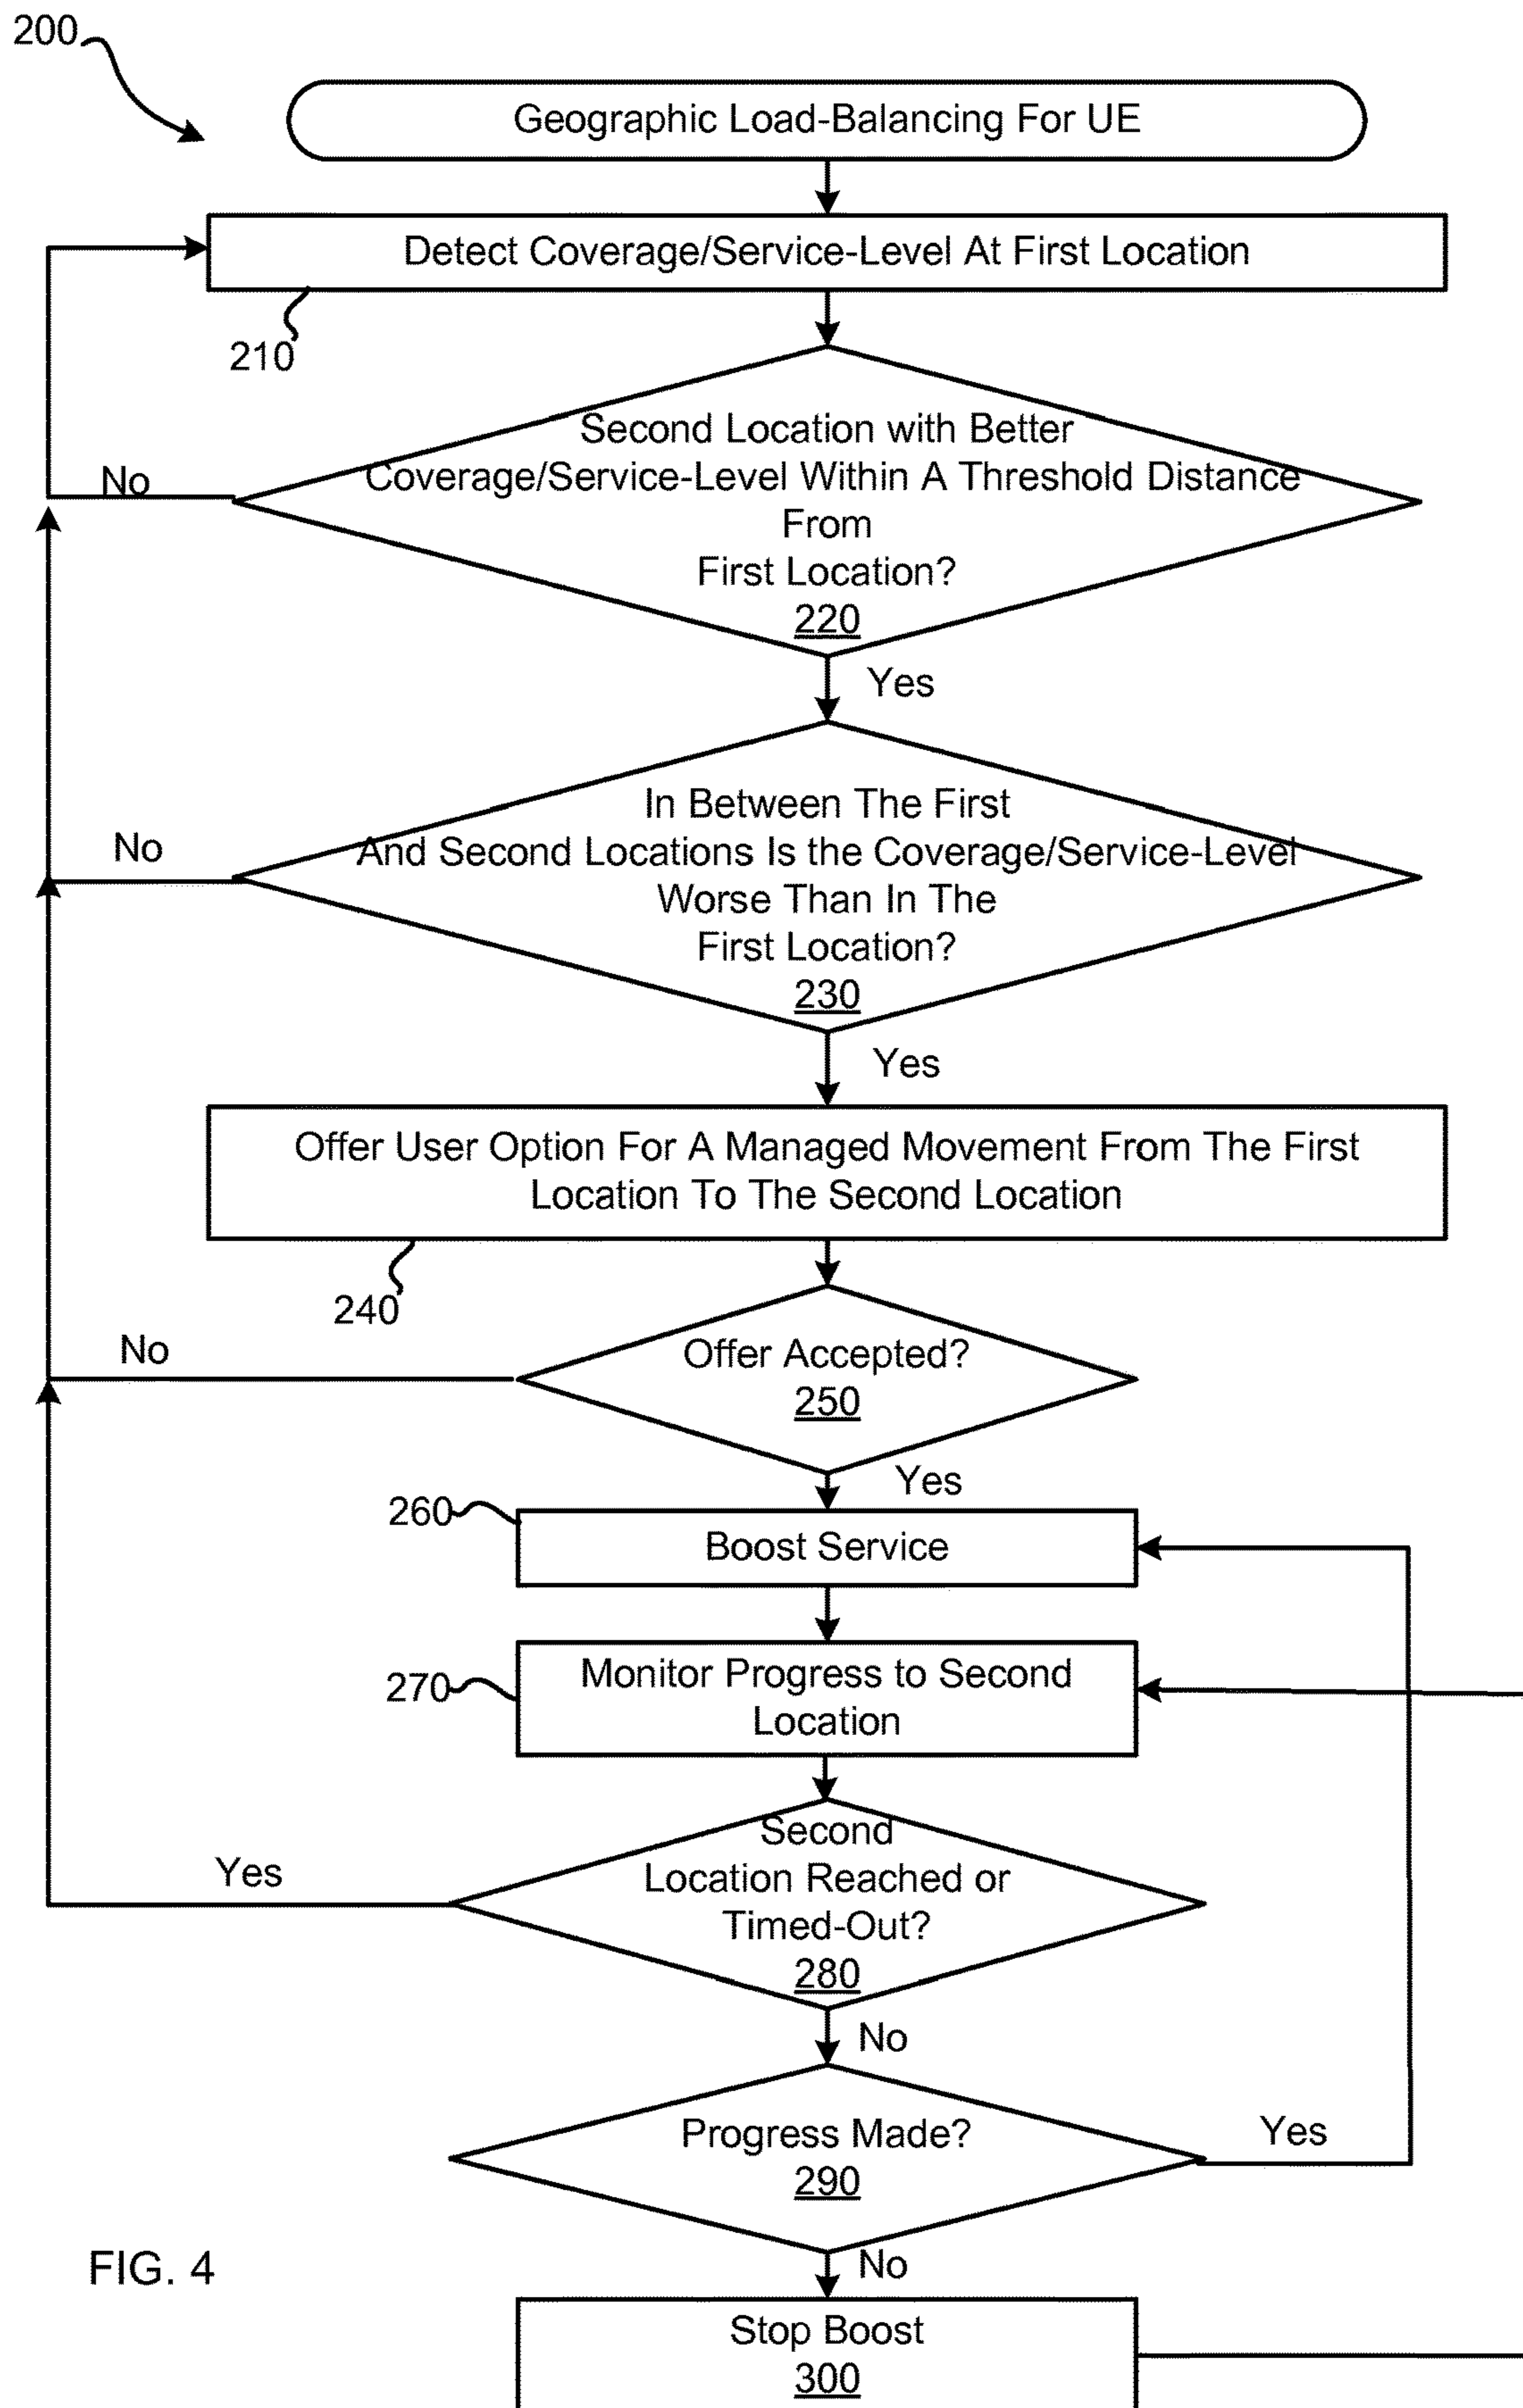 200
Geographic Load-Balancing For UE
Detect Coverage/Service-Level At First Location
210
Second Location with Better
Coverage/Service-Level Within A Threshold Distance
From
First Location?
220
No
Yes
In Between The First
And Second Locations Is the Coverage/Service-Level
Worse Than In The
First Location?
230
No
Yes
Offer User Option For A Managed Movement From The First
Location To The Second Location
240
Offer Accepted?
250
No
Yes
260
Boost Service
270
Monitor Progress to Second
Location
Second
Location Reached or
Timed-Out?
280
Yes
No
Progress Made?
290
Yes
No
Stop Boost
300
FIG. 4